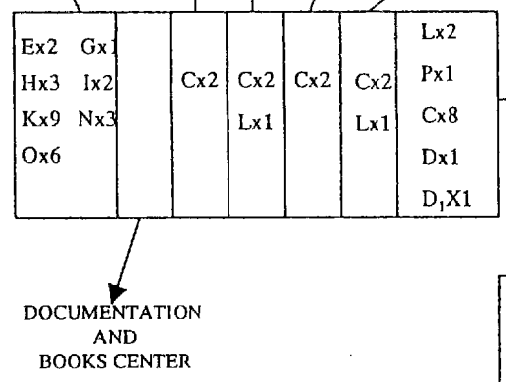 Ex2 Gx1
Hx3 Ix2
Kx9 Nx3
Ox6
Cx2
Cx2
Lx1
Cx2
Cx2
Lx1
Lx2
Px1
Cx8
Dx1
D₁X1
DOCUMENTATION
AND
BOOKS CENTER